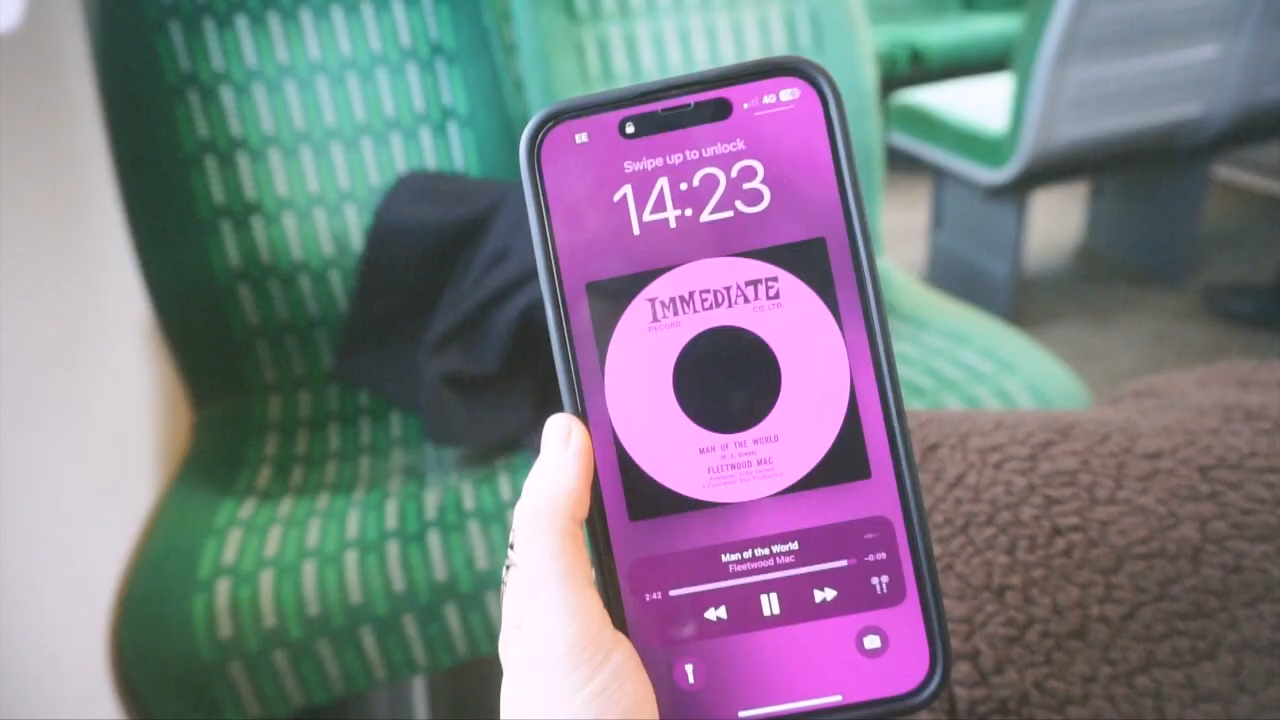 EE
4G
Swipe up to unlock
14:23
IMMEDIATE
RECORD CO LTD.
MAN OF THE WORLD
FLEETWOOD MAC
Man of the World
Fleetwood Mac
2:42
-0:09